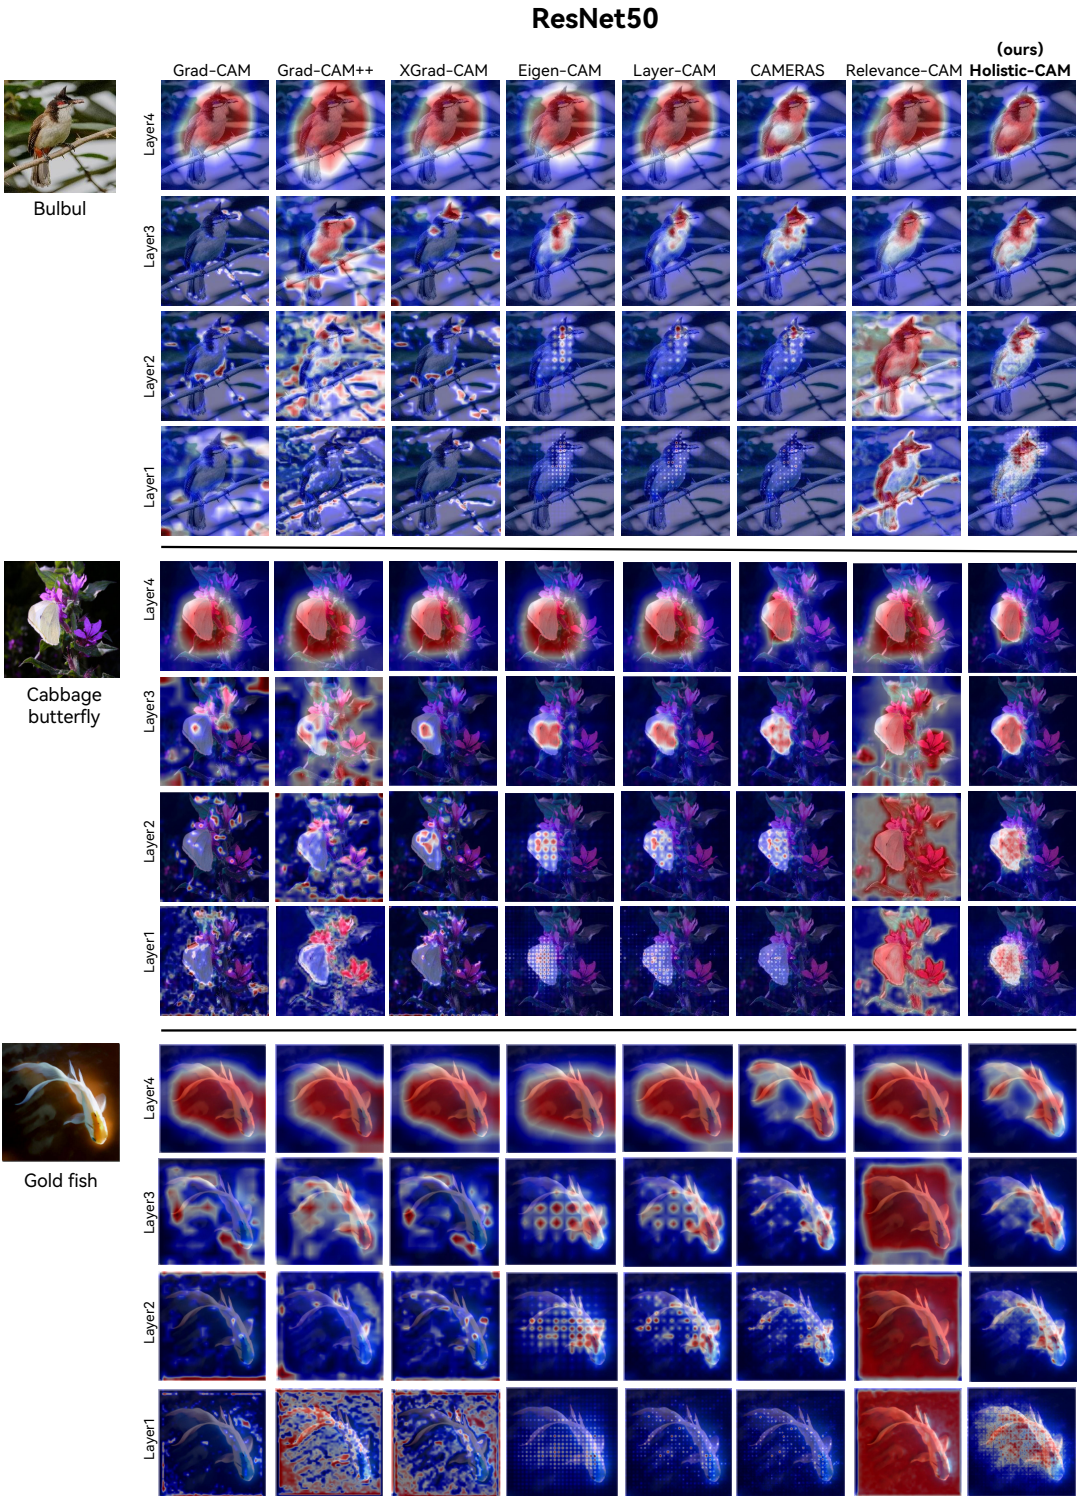 ResNet50
(ours)
Grad-CAM Grad-CAM++ XGrad-CAM Eigen-CAM Layer-CAM CAMERAS Relevance-CAM Holistic-CAM
Layer4
Bulbul
Layer3
Layer2
Layer1
Layer4
Cabbage
butterfly
Layer3
Layer2
Layer1
Layer4
Gold fish
Layer3
Layer2
Layer1